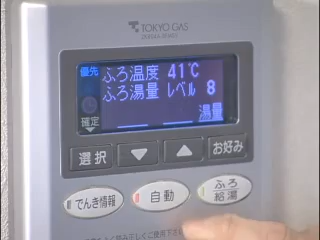 TOKYO GAS
優先
ふろ温度 41℃
ふろ湯量 レベル 8
確定
湯量
選択
お好み
でんき情報
自動
ふろ
給湯